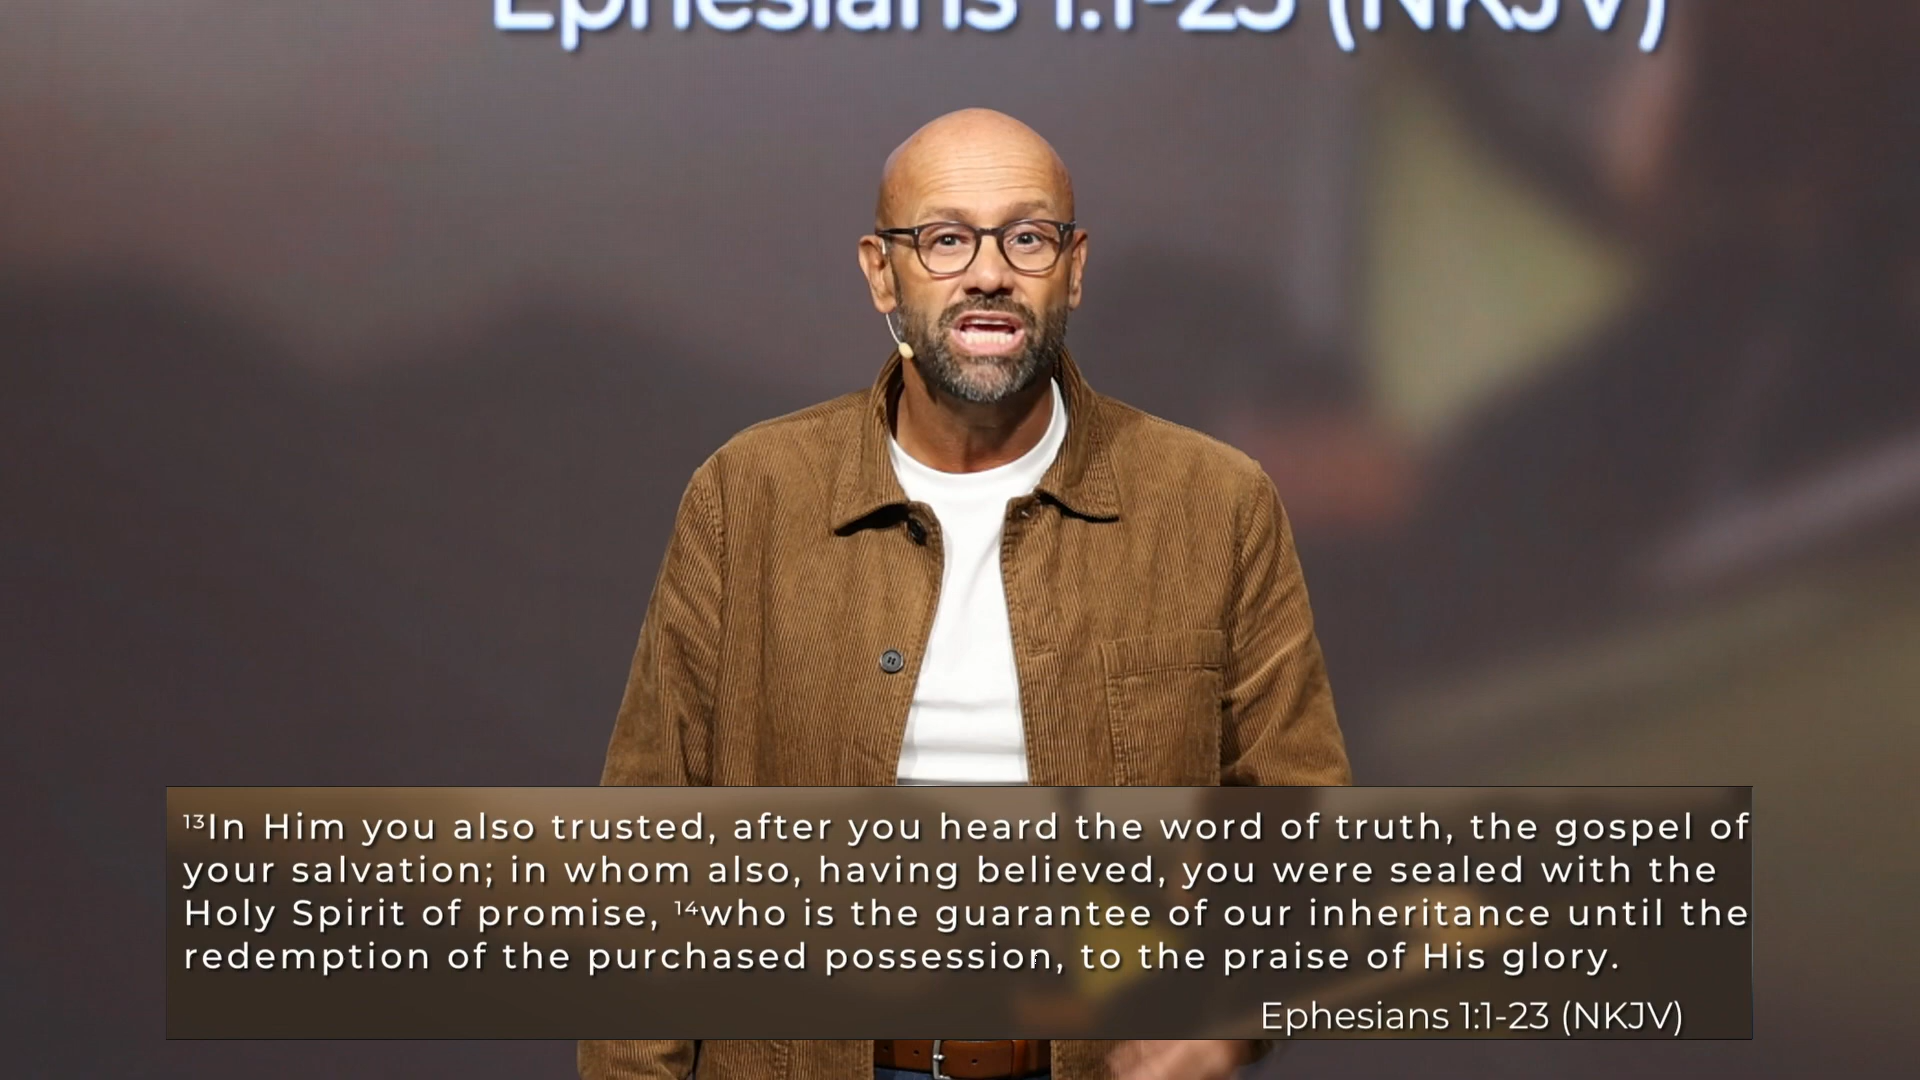 Ephesians 1:1-23 (NKJV)
¹³In Him you also trusted, after you heard the word of truth, the gospel of
your salvation; in whom also, having believed, you were sealed with the
Holy Spirit of promise, ¹⁴who is the guarantee of our inheritance until the
redemption of the purchased possession, to the praise of His glory.
Ephesians 1:1-23 (NKJV)